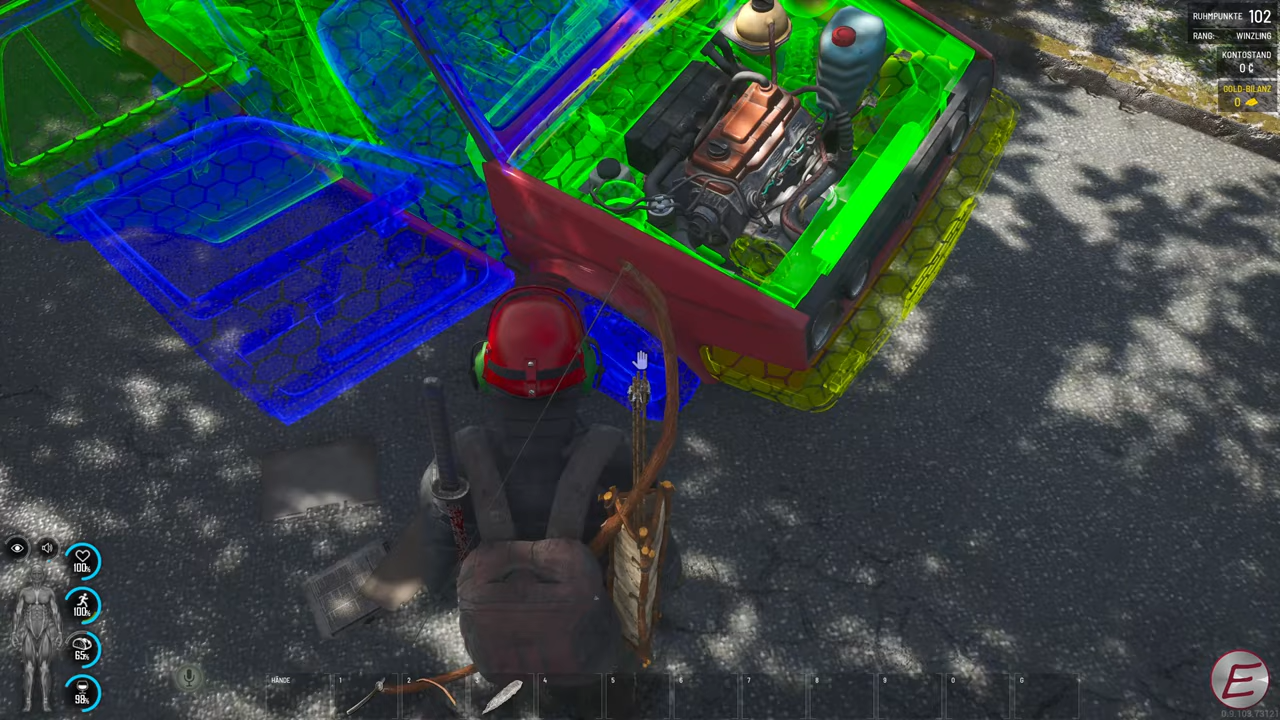 RUHMPUNKTE 102
RANG: WINZLING
KONTOSTAND
0 ₵
GOLD-BILANZ
0
100%
100%
65%
98%
HÄNDE 1 2 4 5 6 7 8 9 0 G
E